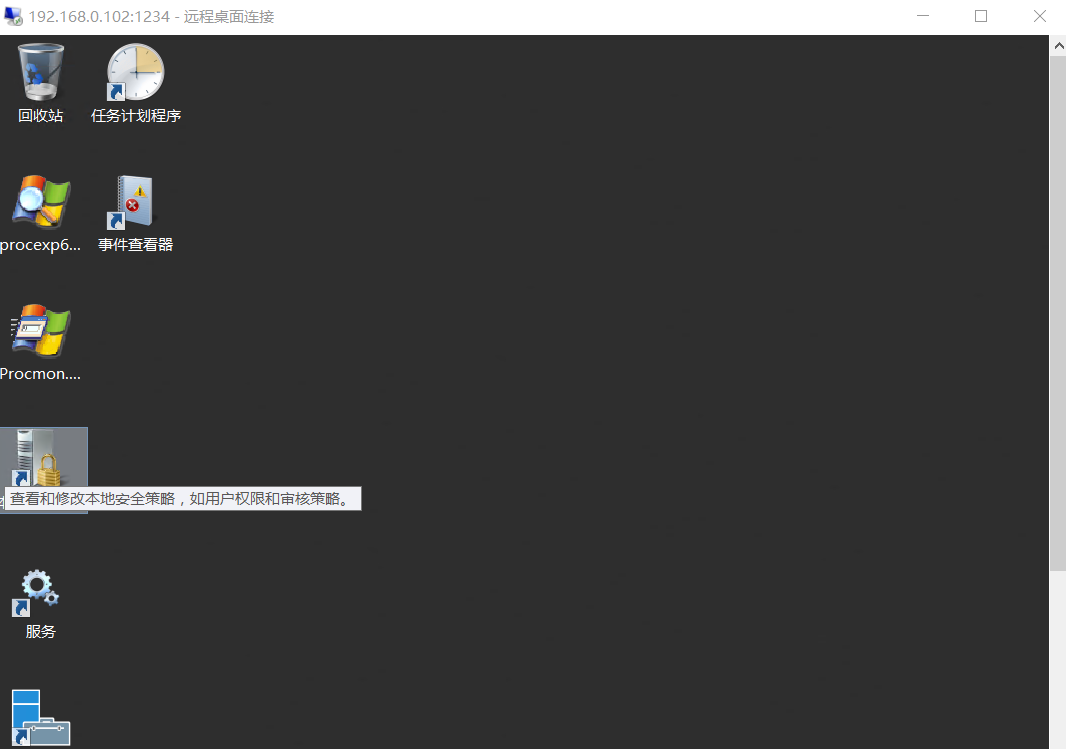 192.168.0.102:1234 - 远程桌面连接
回收站
任务计划程序
procexp6...
事件查看器
Procmon....
查看和修改本地安全策略，如用户权限和审核策略。
服务